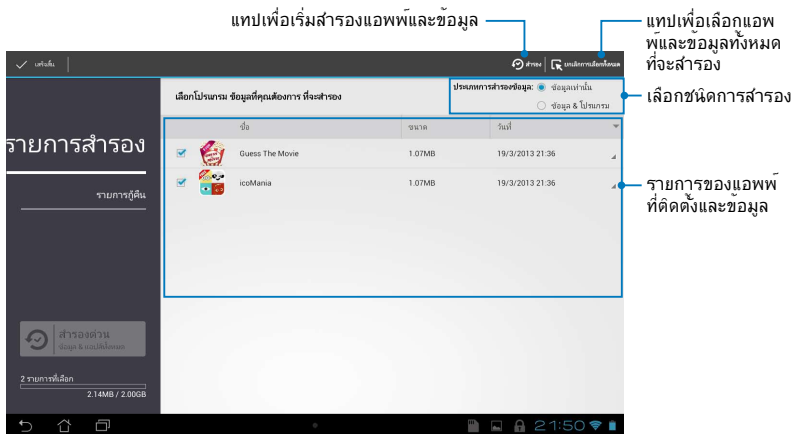 แทปเพื่อเริ่มสำรองแอพพ์และข้อมูล
แทปเพื่อเลือกแอพ
พ์และข้อมูลทั้งหมด
ที่จะสำรอง
เสร็จสิ้น
สำรอง
ยกเลิกการเลือกทั้งหมด
เลือกโปรแกรม ข้อมูลที่คุณต้องการ ที่จะสำรอง
ประเภทการสำรองข้อมูล:
ข้อมูลเท่านั้น
ข้อมูล & โปรแกรม
เลือกชนิดการสำรอง
ชื่อ
ขนาด
วันที่
รายการสำรอง
Guess The Movie
1.07MB
19/3/2013 21:36
icoMania
1.07MB
19/3/2013 21:36
รายการของแอพพ์
ที่ติดตั้งและข้อมูล
รายการกู้คืน
สำรองด่วน
ข้อมูล & แอปส์ทั้งหมด
2 รายการที่เลือก
2.14MB / 2.00GB
21:50